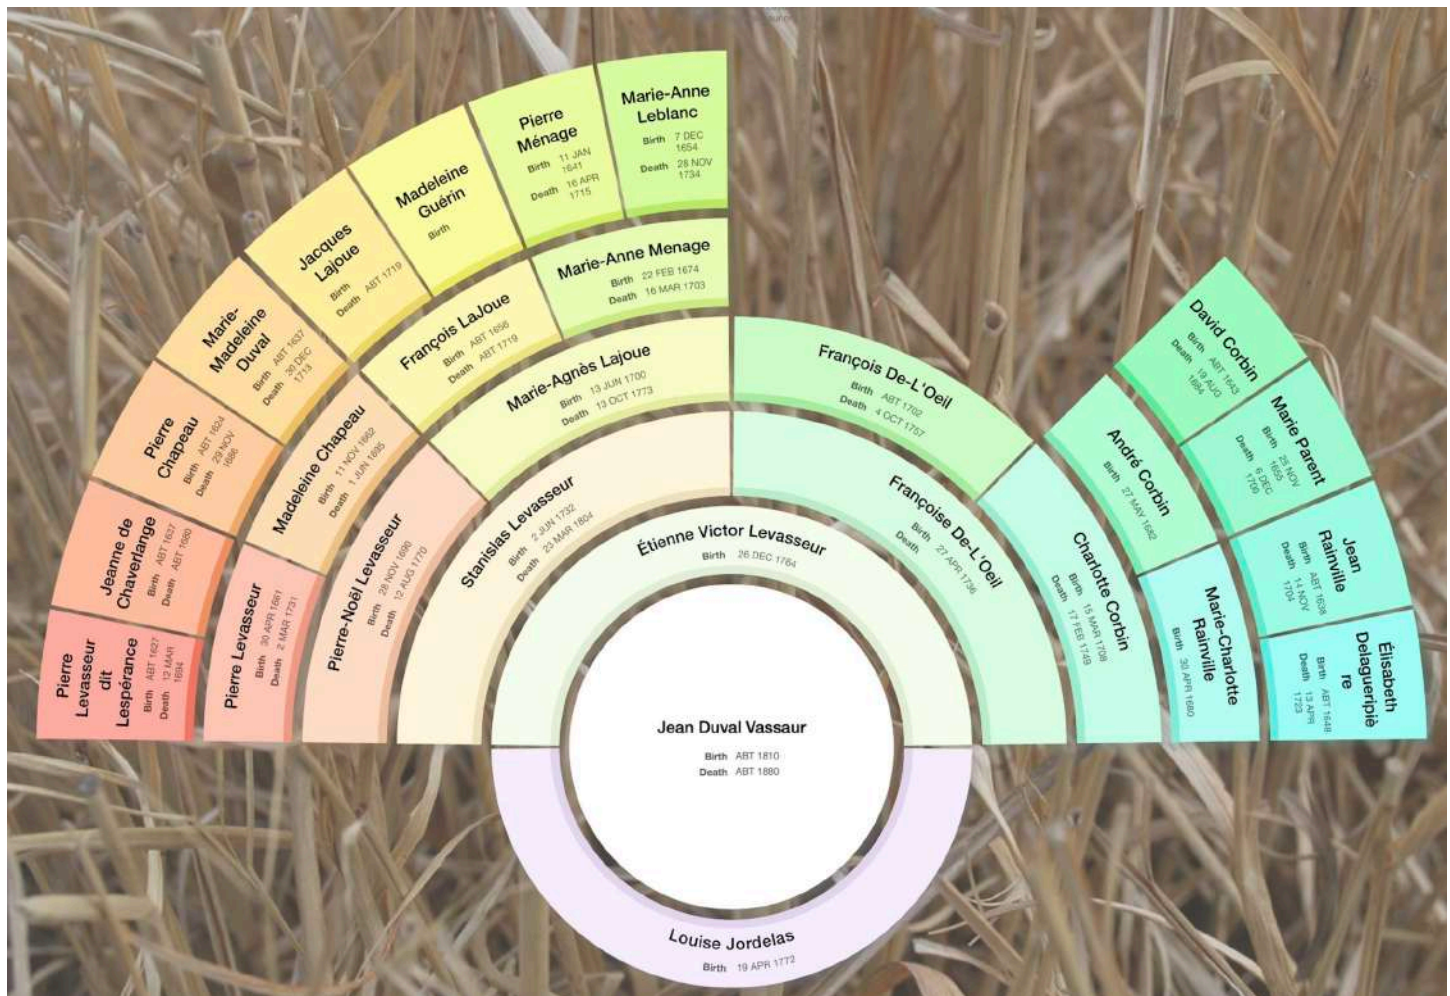 Marie-Anne
Leblanc
Birth 7 DEC
1654
Death 28 NOV
1734
Pierre
Ménage
Birth 11 JAN
1641
Death 16 APR
1715
Madeleine
Guérin
Birth
Jacques
Lajoue
Birth
Death ABT 1719
Marie-
Madeleine
Duval
Birth ABT 1637
Death 30 DEC
1713
Pierre
Chapeau
Birth ABT 1624
Death 29 NOV
1686
Jeanne de
Chaverlange
Birth ABT 1637
Death ABT 1680
Pierre
Levasseur
dit
Lespérance
Birth ABT 1627
Death 12 MAR
1694
Marie-Anne Menage
Birth 22 FEB 1674
Death 16 MAR 1703
François LaJoue
Birth ABT 1656
Death ABT 1719
Madeleine Chapeau
Birth 11 NOV 1662
Death 1 JUN 1695
Pierre Levasseur
Birth 30 APR 1661
Death 2 MAR 1731
Marie-Agnès Lajoue
Birth 13 JUN 1700
Death 13 OCT 1773
Pierre-Noël Levasseur
Birth 28 NOV 1690
Death 12 AUG 1770
Stanislas Levasseur
Birth 2 JUN 1732
Death 23 MAR 1804
Étienne Victor Levasseur
Birth 26 DEC 1764
François De-L'Oeil
Birth ABT 1702
Death 4 OCT 1757
Françoise De-L'Oeil
Birth 27 APR 1736
Death
Charlotte Corbin
Birth 15 MAR 1708
Death 17 FEB 1749
André Corbin
Birth 27 MAY 1682
Marie-Charlotte
Rainville
Birth 30 APR 1680
David Corbin
Birth ABT 1643
Death 19 AUG
1684
Marie Parent
Birth 25 NOV
1655
Death 6 DEC
1700
Jean
Rainville
Birth ABT 1638
Death 14 NOV
1704
Élisabeth
Delagueripiè
re
Birth ABT 1648
Death 13 APR
1723
Jean Duval Vassaur
Birth ABT 1810
Death ABT 1880
Louise Jordelas
Birth 19 APR 1772